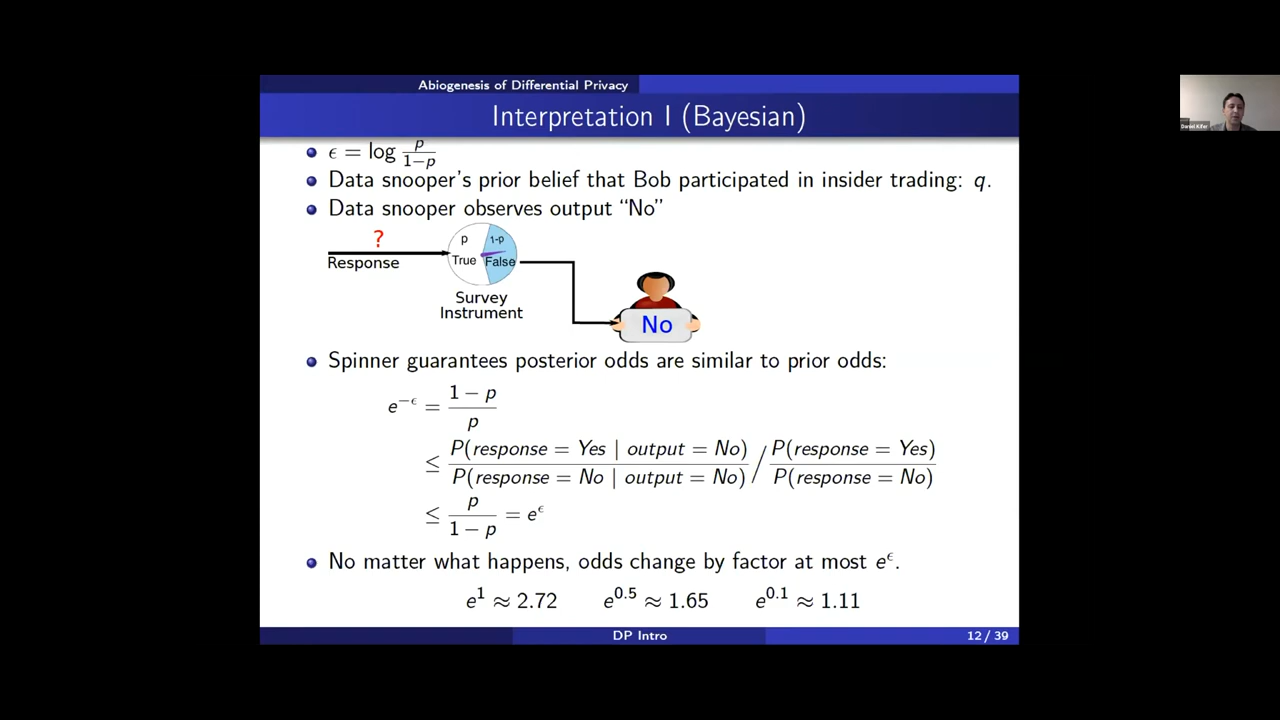 Abiogenesis of Differential Privacy
Interpretation I (Bayesian)
ϵ = log p/(1−p)
Data snooper's prior belief that Bob participated in insider trading: q.
Data snooper observes output “No”
?
Response
p 1-p
True False
Survey
Instrument
No
Spinner guarantees posterior odds are similar to prior odds:
e^{−ϵ} = (1 − p)/p
≤ P(response = Yes | output = No)/P(response = No | output = No) / P(response = Yes)/P(response = No)
≤ p/(1 − p) = e^ϵ
No matter what happens, odds change by factor at most e^ϵ.
e^1 ≈ 2.72 e^0.5 ≈ 1.65 e^0.1 ≈ 1.11
DP Intro
12 / 39
Daniel Kifer